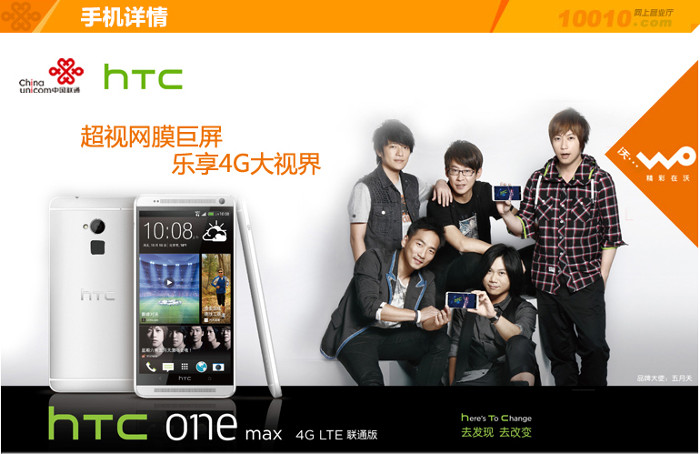 手机详情
10010.com
网上营业厅
China
unicom中国联通
hTC
超视网膜巨屏
乐享4G大视界
沃···
WO
精彩在沃
10:08
hTC
hTC
品牌大使:五月天
hTC one max 4G LTE 联通版
here's To Change
去发现 去改变